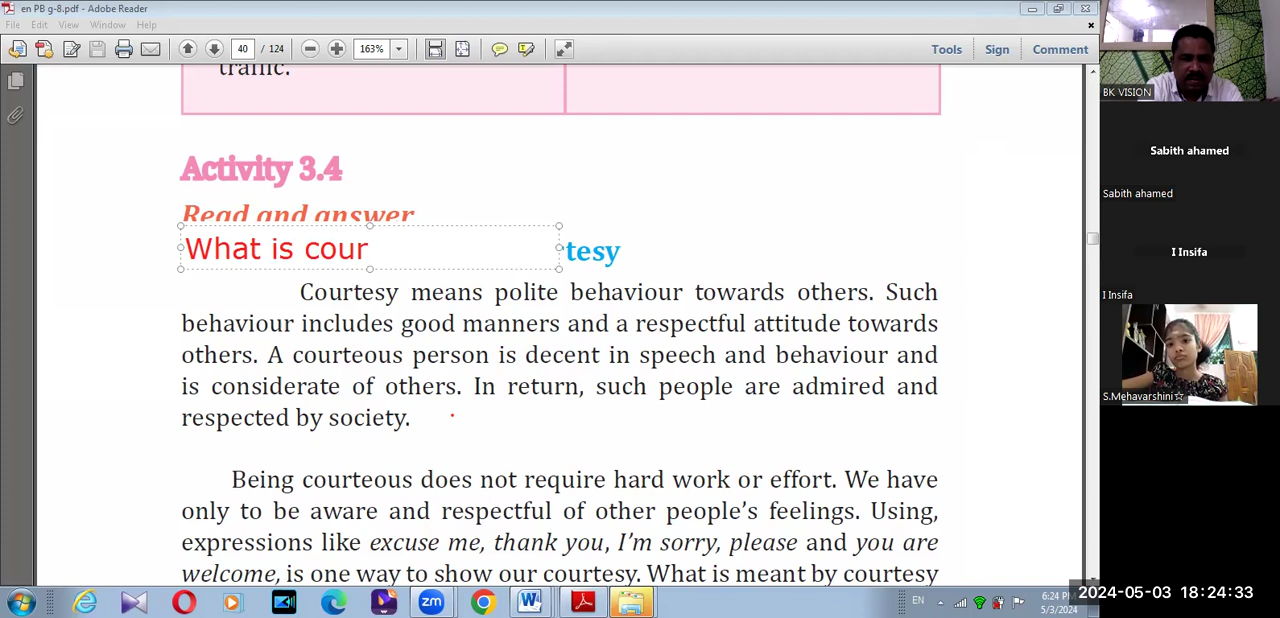 en PB g-8.pdf - Adobe Reader
File Edit View Window Help
40 / 124 163% Tools Sign Comment
traffic.
Activity 3.4
Read and answer
What is cour
tesy
Courtesy means polite behaviour towards others. Such
behaviour includes good manners and a respectful attitude towards
others. A courteous person is decent in speech and behaviour and
is considerate of others. In return, such people are admired and
respected by society.
Being courteous does not require hard work or effort. We have
only to be aware and respectful of other people's feelings. Using,
expressions like excuse me, thank you, I'm sorry, please and you are
welcome, is one way to show our courtesy. What is meant by courtesy
BK VISION
Sabith ahamed
Sabith ahamed
I Insifa
I Insifa
S.Mehavarshini☆
zm W
EN
6:24 PM
5/3/2024
2024-05-03 18:24:33